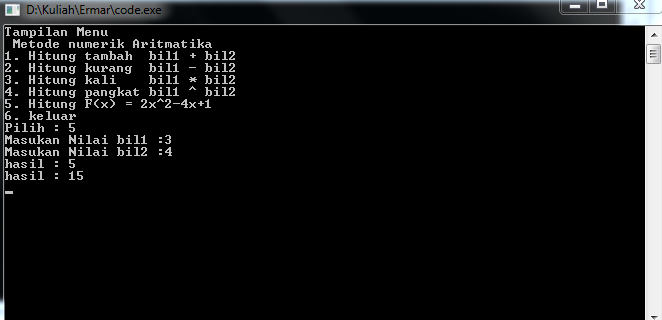 D:\Kuliah\Ermar\code.exe
Tampilan Menu
 Metode numerik Aritmatika
1. Hitung tambah  bil1 + bil2
2. Hitung kurang  bil1 - bil2
3. Hitung kali    bil1 * bil2
4. Hitung pangkat bil1 ^ bil2
5. Hitung F(x) = 2x^2-4x+1
6. keluar
Pilih : 5
Masukan Nilai bil1 :3
Masukan Nilai bil2 :4
hasil : 5
hasil : 15